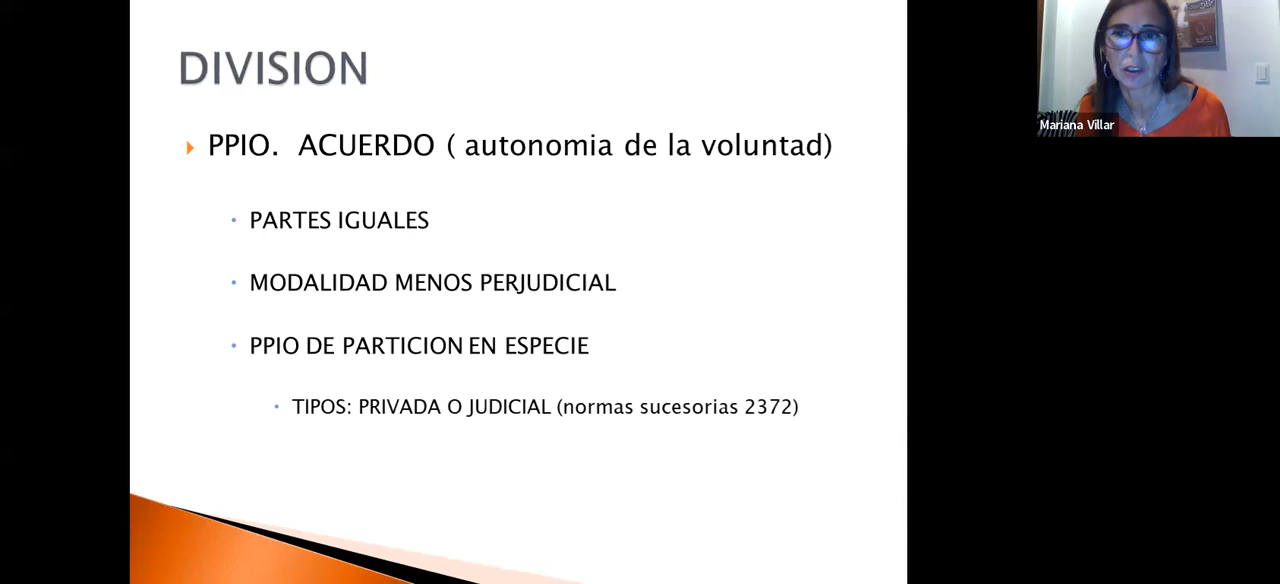 DIVISION
PPIO. ACUERDO ( autonomia de la voluntad)
PARTES IGUALES
MODALIDAD MENOS PERJUDICIAL
PPIO DE PARTICION EN ESPECIE
TIPOS: PRIVADA O JUDICIAL (normas sucesorias 2372)
Mariana Villar